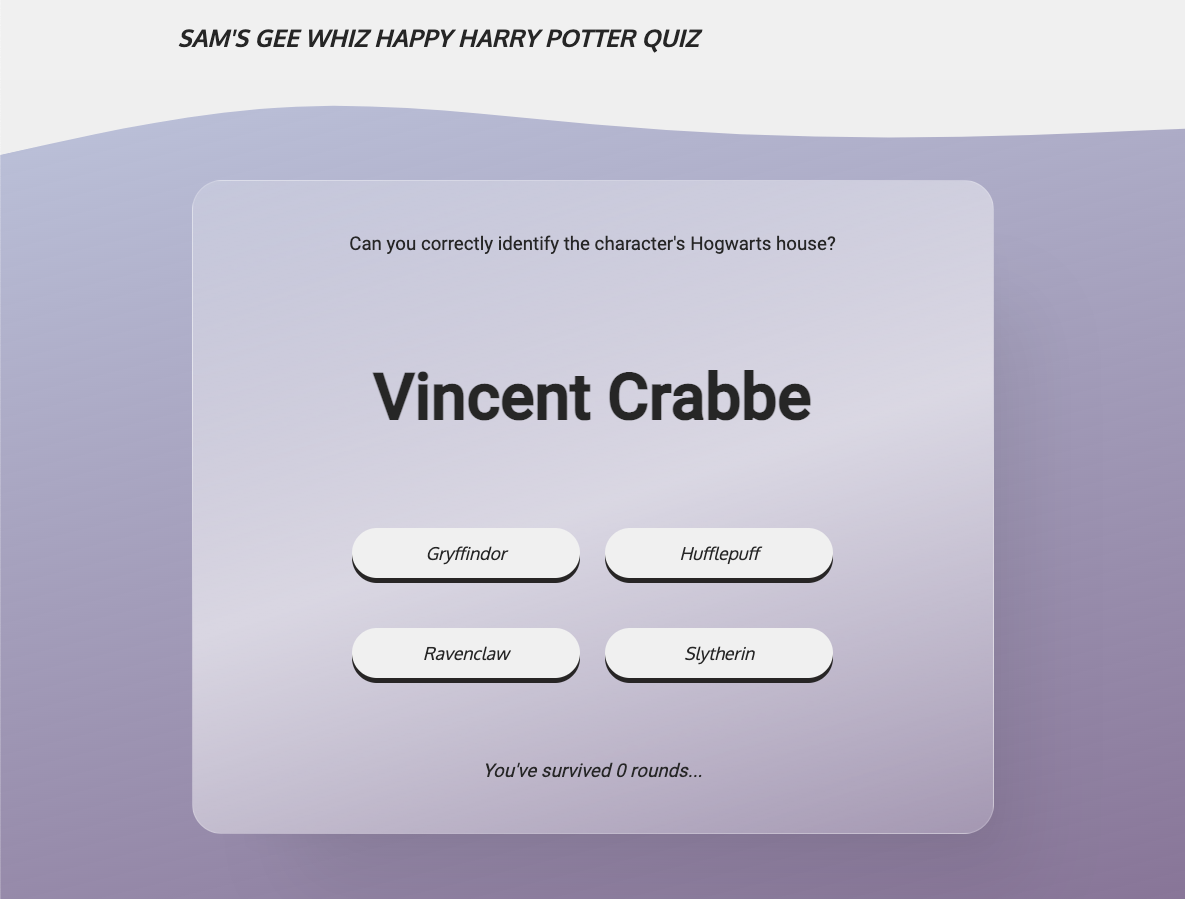 SAM'S GEE WHIZ HAPPY HARRY POTTER QUIZ
Can you correctly identify the character's Hogwarts house?
Vincent Crabbe
Gryffindor
Hufflepuff
Ravenclaw
Slytherin
You've survived 0 rounds...